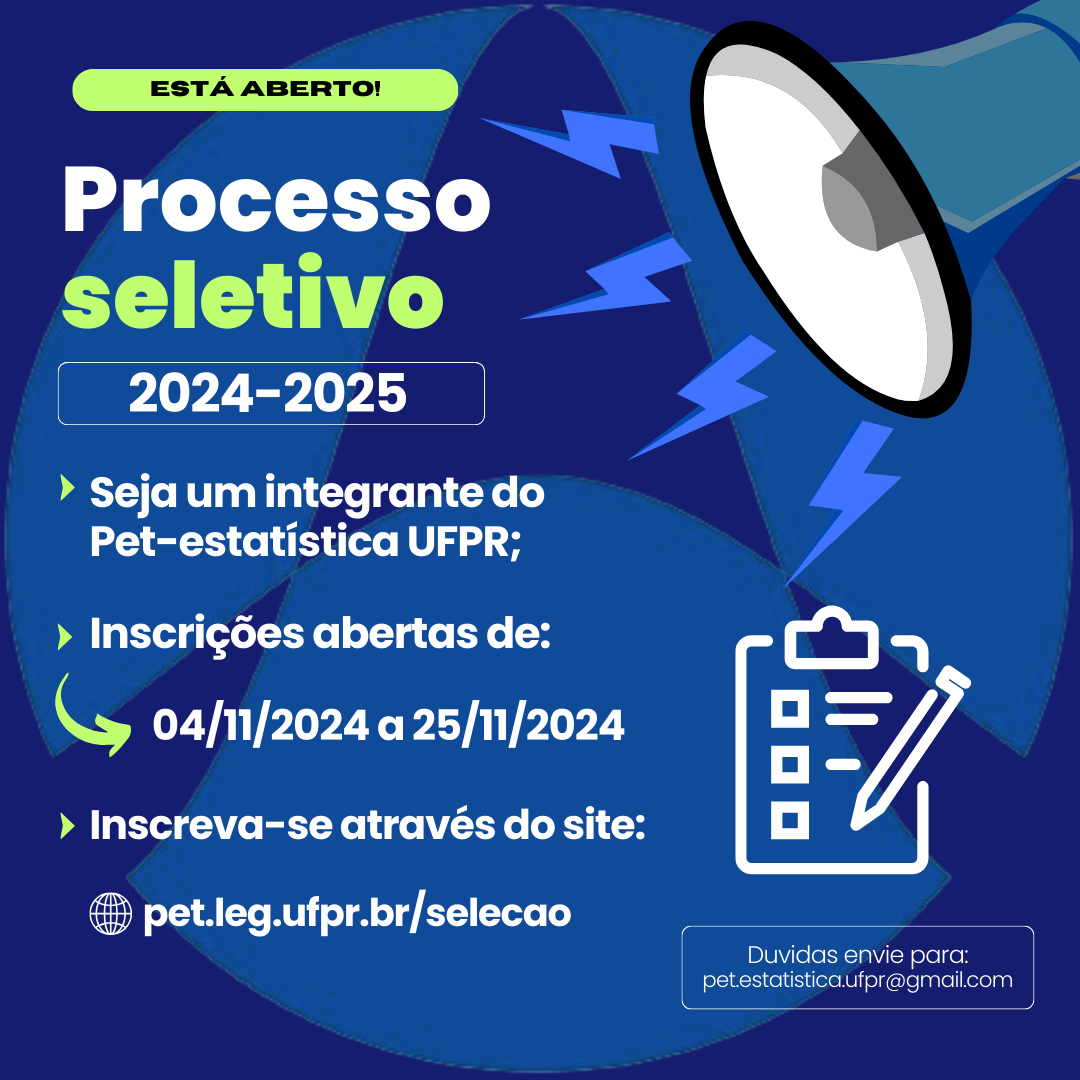 ESTÁ ABERTO!
Processo
seletivo
2024-2025
Seja um integrante do
Pet-estatística UFPR;
Inscrições abertas de:
04/11/2024 a 25/11/2024
Inscreva-se através do site:
pet.leg.ufpr.br/selecao
Duvidas envie para:
pet.estatistica.ufpr@gmail.com